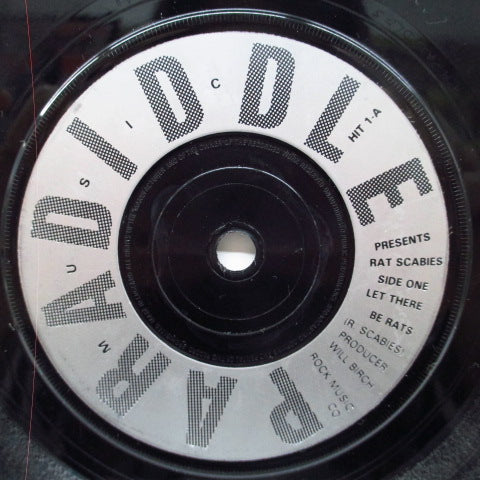 PARADIDDLE
MUSIC
HIT 1-A
PRESENTS
RAT SCABIES
SIDE ONE
LET THERE
BE RATS
(R. SCABIES)
PRODUCER
WILL BIRCH
ROCK MUSIC
CO